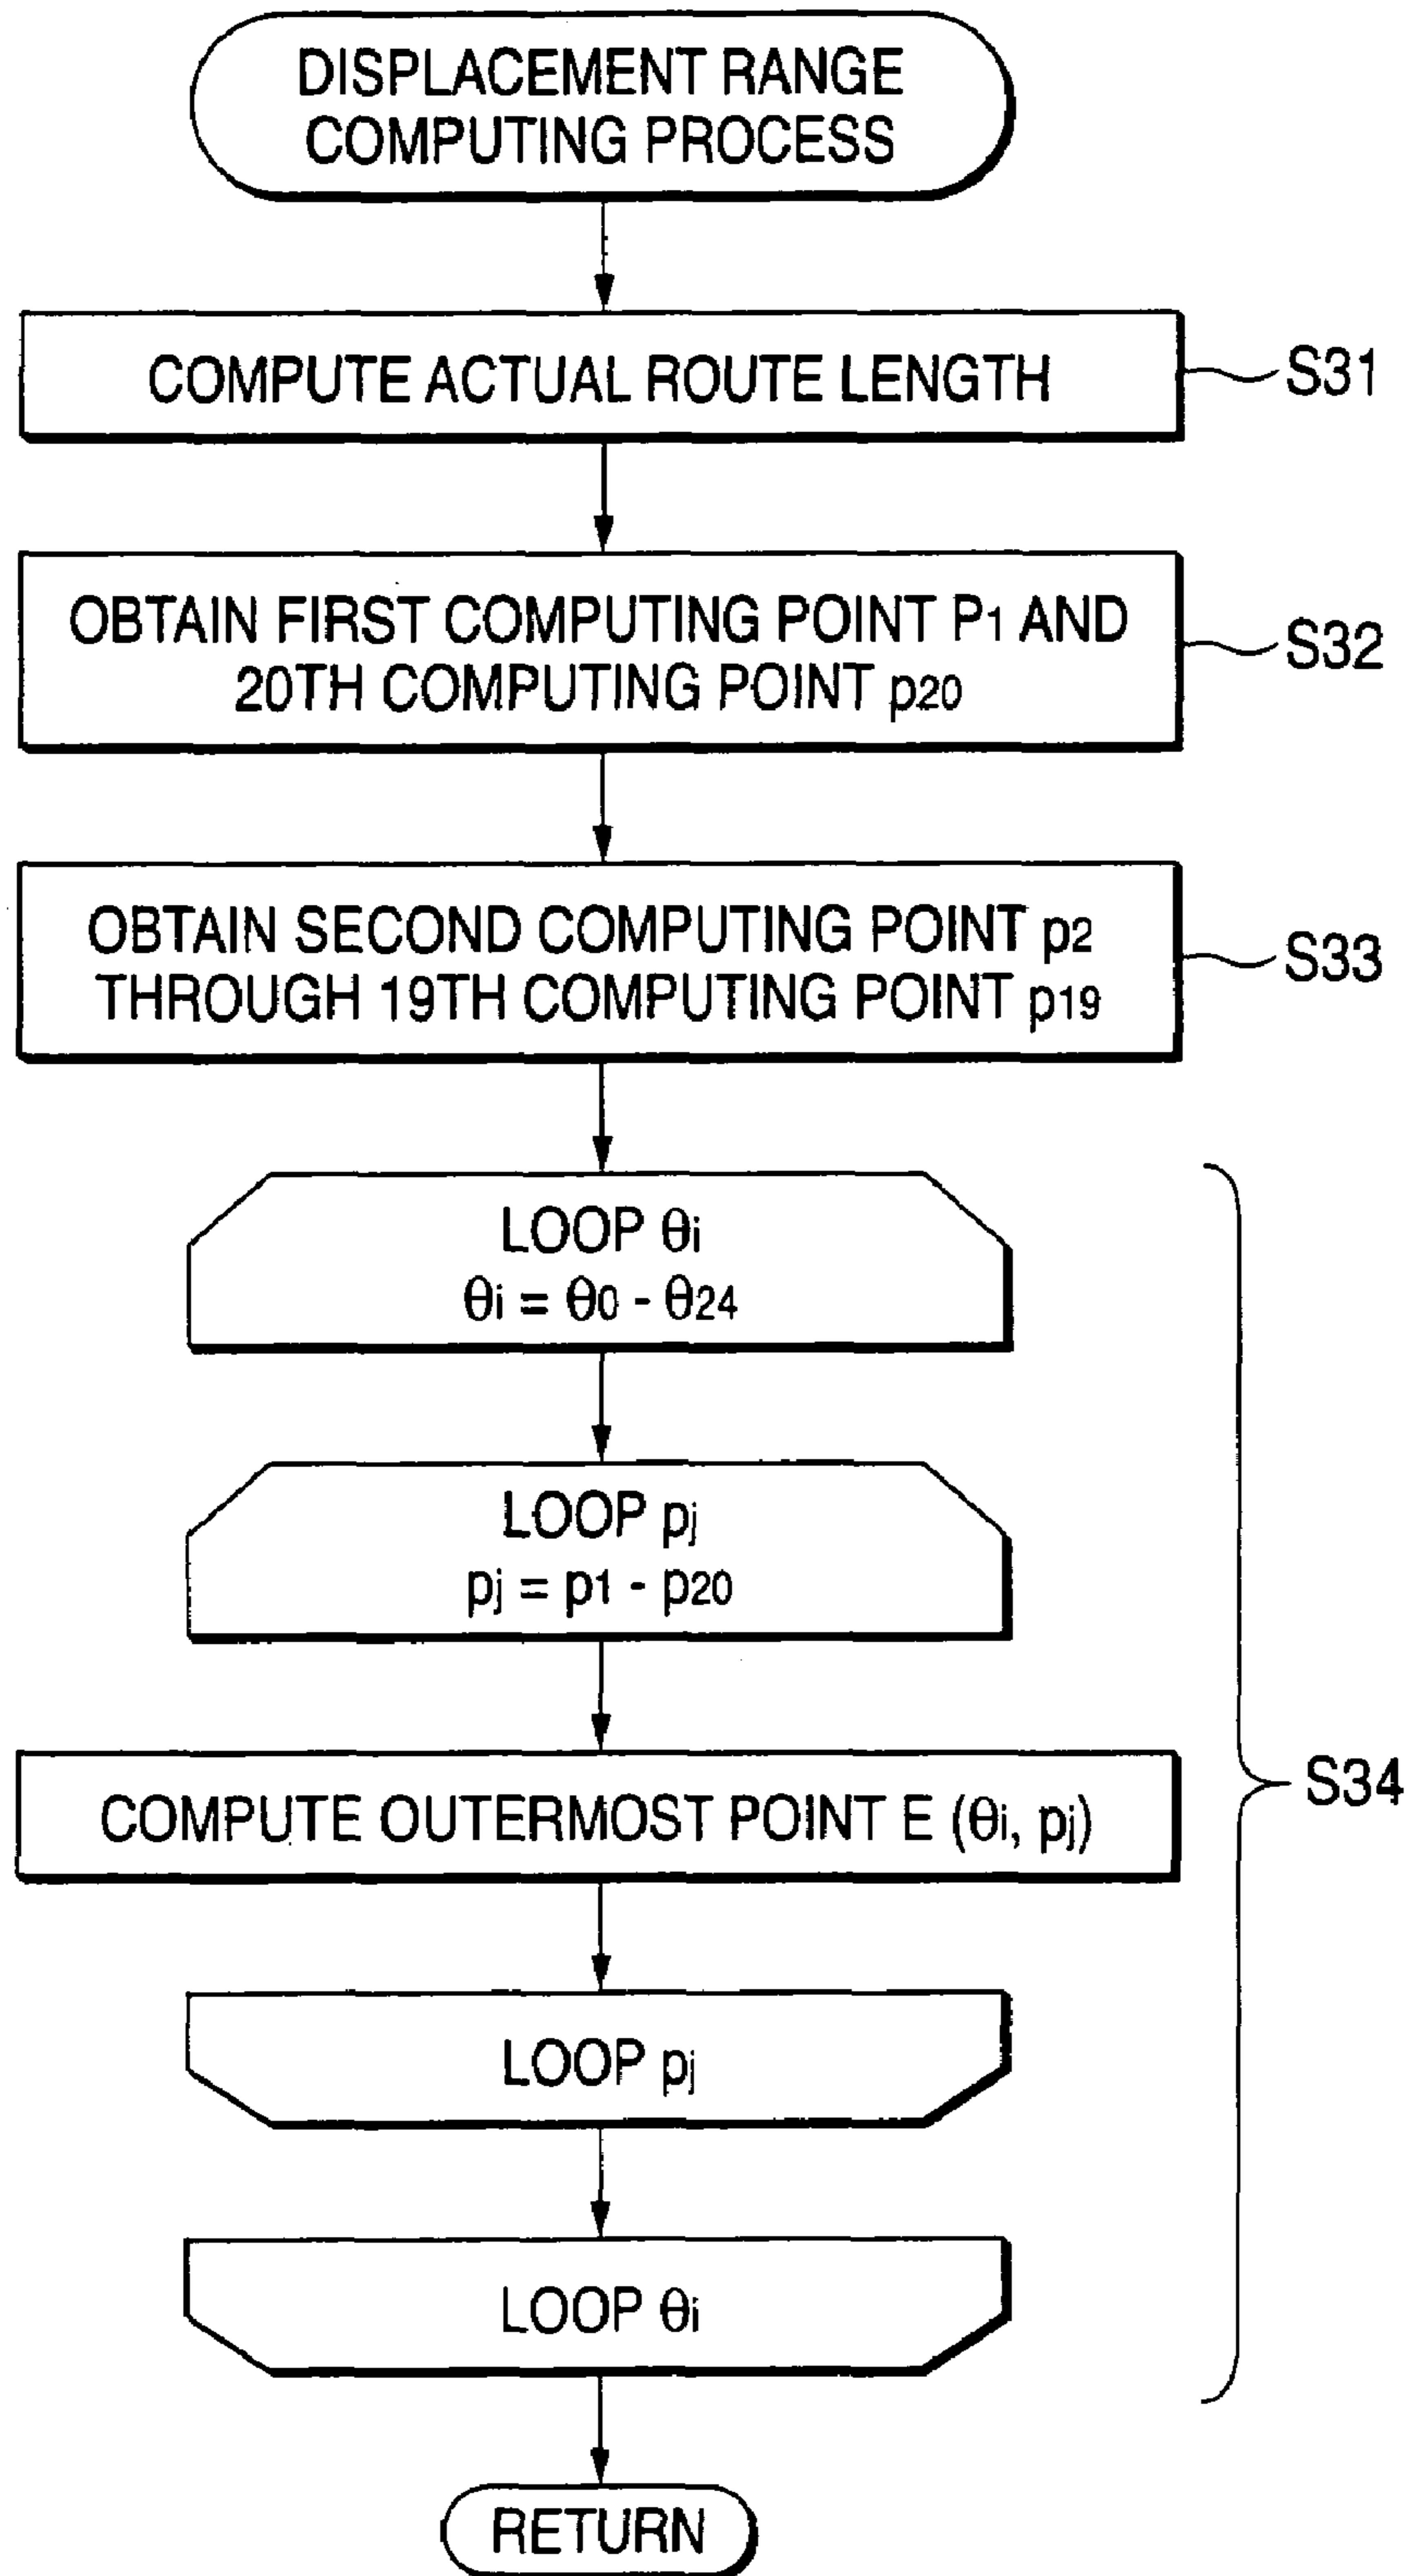 DISPLACEMENT RANGE
COMPUTING PROCESS
COMPUTE ACTUAL ROUTE LENGTH
S31
OBTAIN FIRST COMPUTING POINT P1 AND
20TH COMPUTING POINT p20
S32
OBTAIN SECOND COMPUTING POINT p2
THROUGH 19TH COMPUTING POINT p19
S33
LOOP θi
θi = θ0 - θ24
LOOP pj
pj = p1 - p20
COMPUTE OUTERMOST POINT E (θi, pj)
S34
LOOP pj
LOOP θi
RETURN